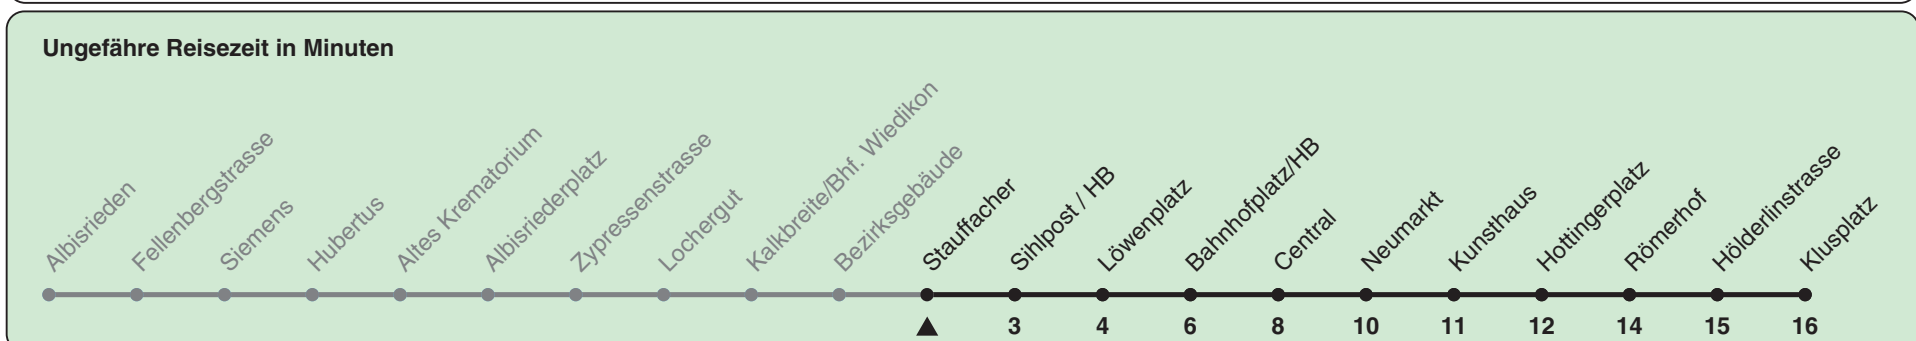 Ungefähre Reisezeit in Minuten
Albisrieden
Fellenbergstrasse
Siemens
Hubertus
Altes Krematorium
Albisriederplatz
Zypressenstrasse
Lochergut
Kalkbreite/Bhf. Wiedikon
Bezirksgebäude
Stauffacher
Sihlpost / HB
Löwenplatz
Bahnhofplatz/HB
Central
Neumarkt
Kunsthaus
Hottingerplatz
Römerhof
Hölderlinstrasse
Klusplatz
3 4 6 8 10 11 12 14 15 16